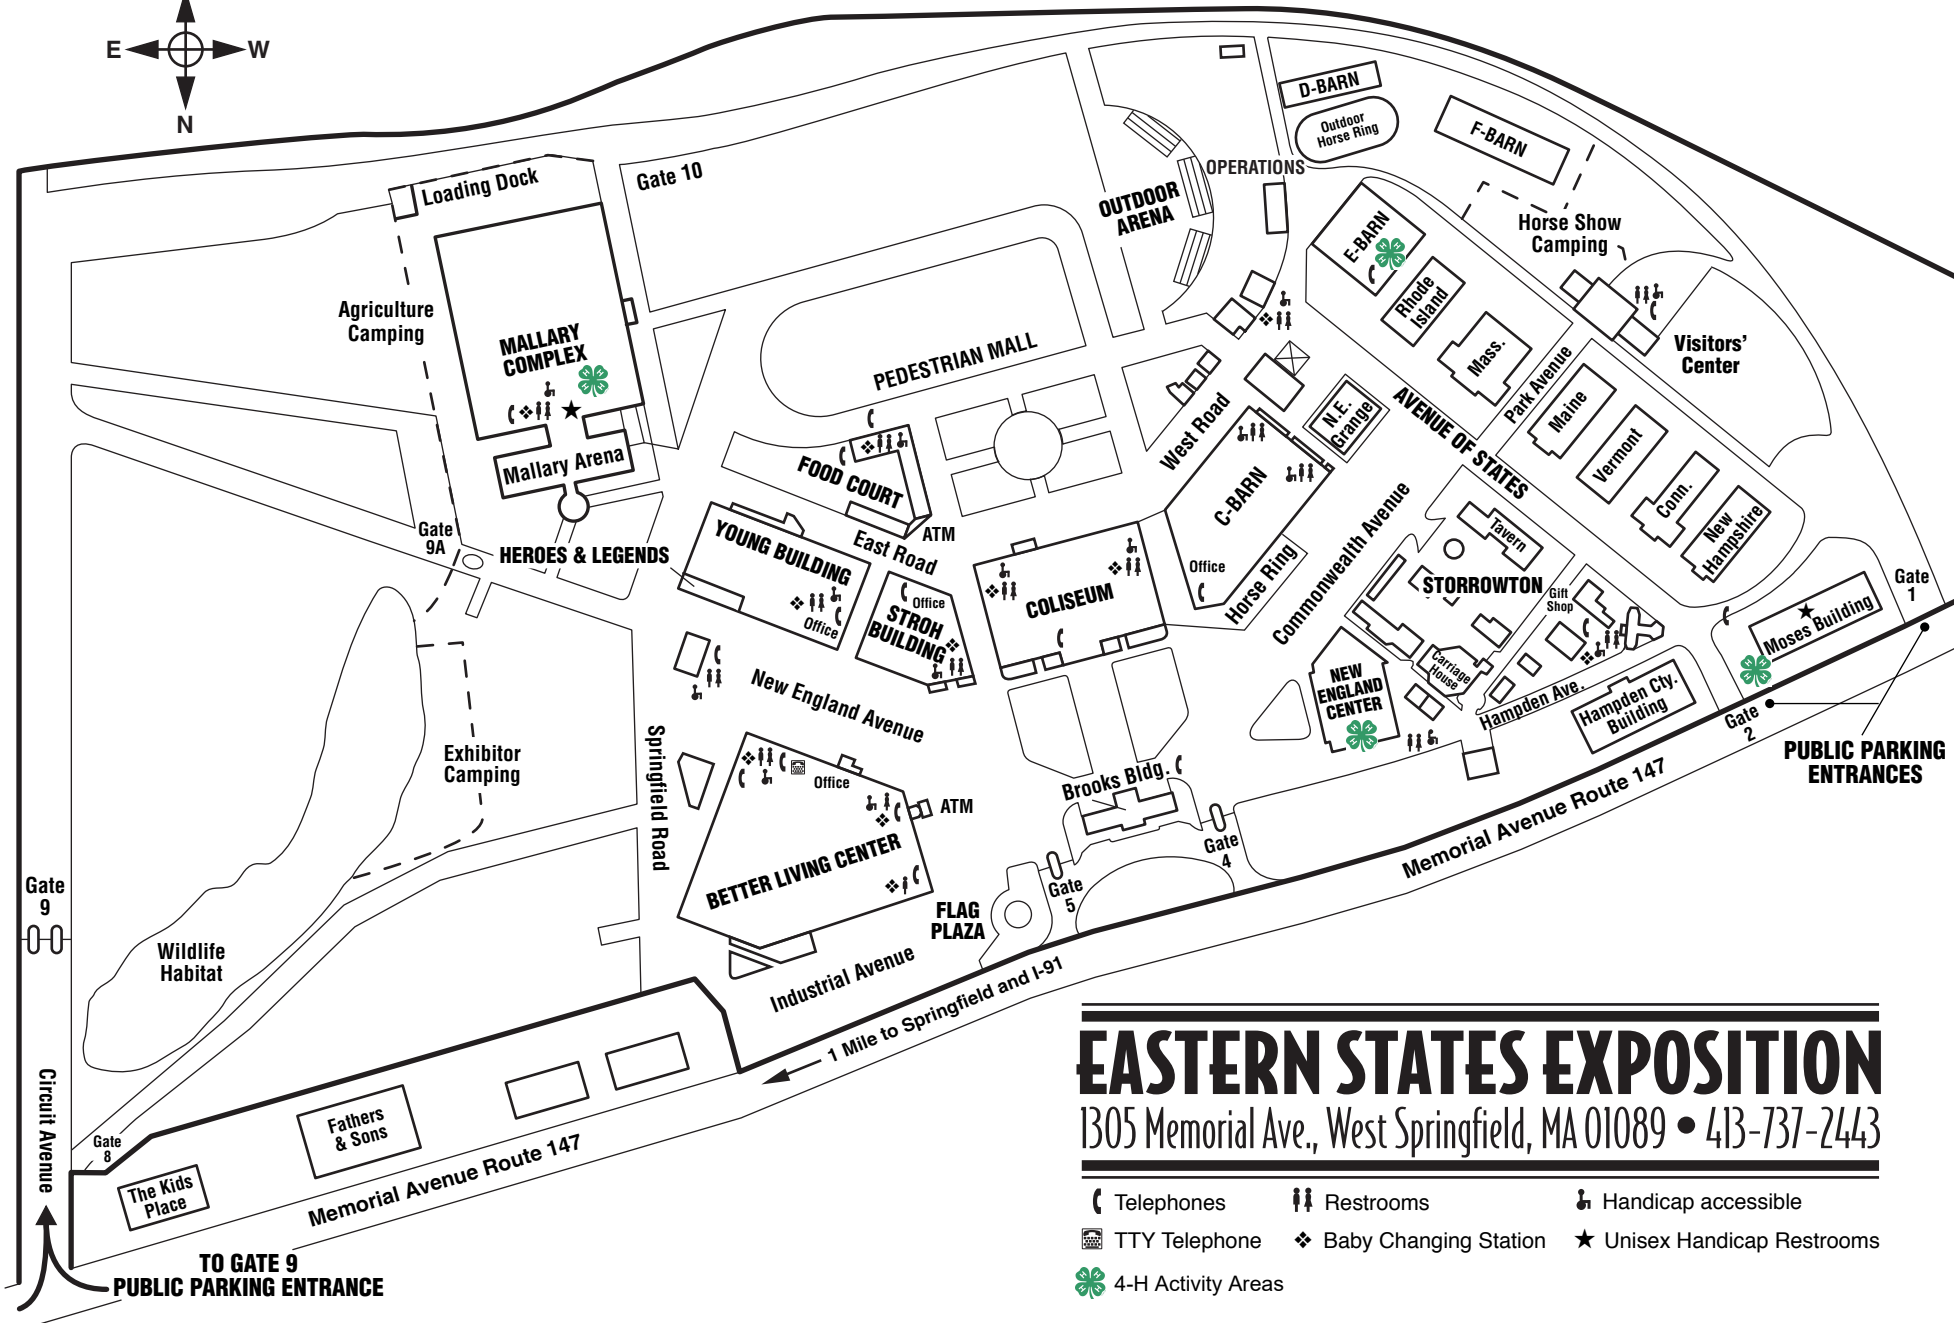 E
W
N
D-BARN
Outdoor
Horse Ring
F-BARN
OPERATIONS
Gate 10
Loading Dock
OUTDOOR
ARENA
E-BARN
Horse Show
Camping
Rhode
Island
Agriculture
Camping
MALLARY
COMPLEX
PEDESTRIAN MALL
Mass.
Visitors'
Center
Park Avenue
Maine
Vermont
Conn.
New
Hampshire
AVENUE OF STATES
N.E.
Grange
West Road
C-BARN
Office
Horse Ring
Commonwealth Avenue
Mallary Arena
FOOD COURT
ATM
East Road
Gate
9A
HEROES & LEGENDS
YOUNG BUILDING
Office
Office
STROH
BUILDING
COLISEUM
Tavern
STORROWTON
Gift
Shop
Carriage
House
Gate
1
Moses Building
NEW
ENGLAND
CENTER
Hampden Ave.
Hampden Cty.
Building
Gate
2
PUBLIC PARKING
ENTRANCES
New England Avenue
Springfield Road
Exhibitor
Camping
Office
ATM
BETTER LIVING CENTER
Brooks Bldg.
Gate
4
Gate
5
FLAG
PLAZA
Memorial Avenue Route 147
Gate
9
Wildlife
Habitat
Industrial Avenue
1 Mile to Springfield and I-91
Circuit Avenue
Gate
8
Fathers
& Sons
The Kids
Place
Memorial Avenue Route 147
TO GATE 9
PUBLIC PARKING ENTRANCE
EASTERN STATES EXPOSITION
1305 Memorial Ave., West Springfield, MA 01089 • 413-737-2443
Telephones
Restrooms
Handicap accessible
TTY Telephone
Baby Changing Station
Unisex Handicap Restrooms
4-H Activity Areas